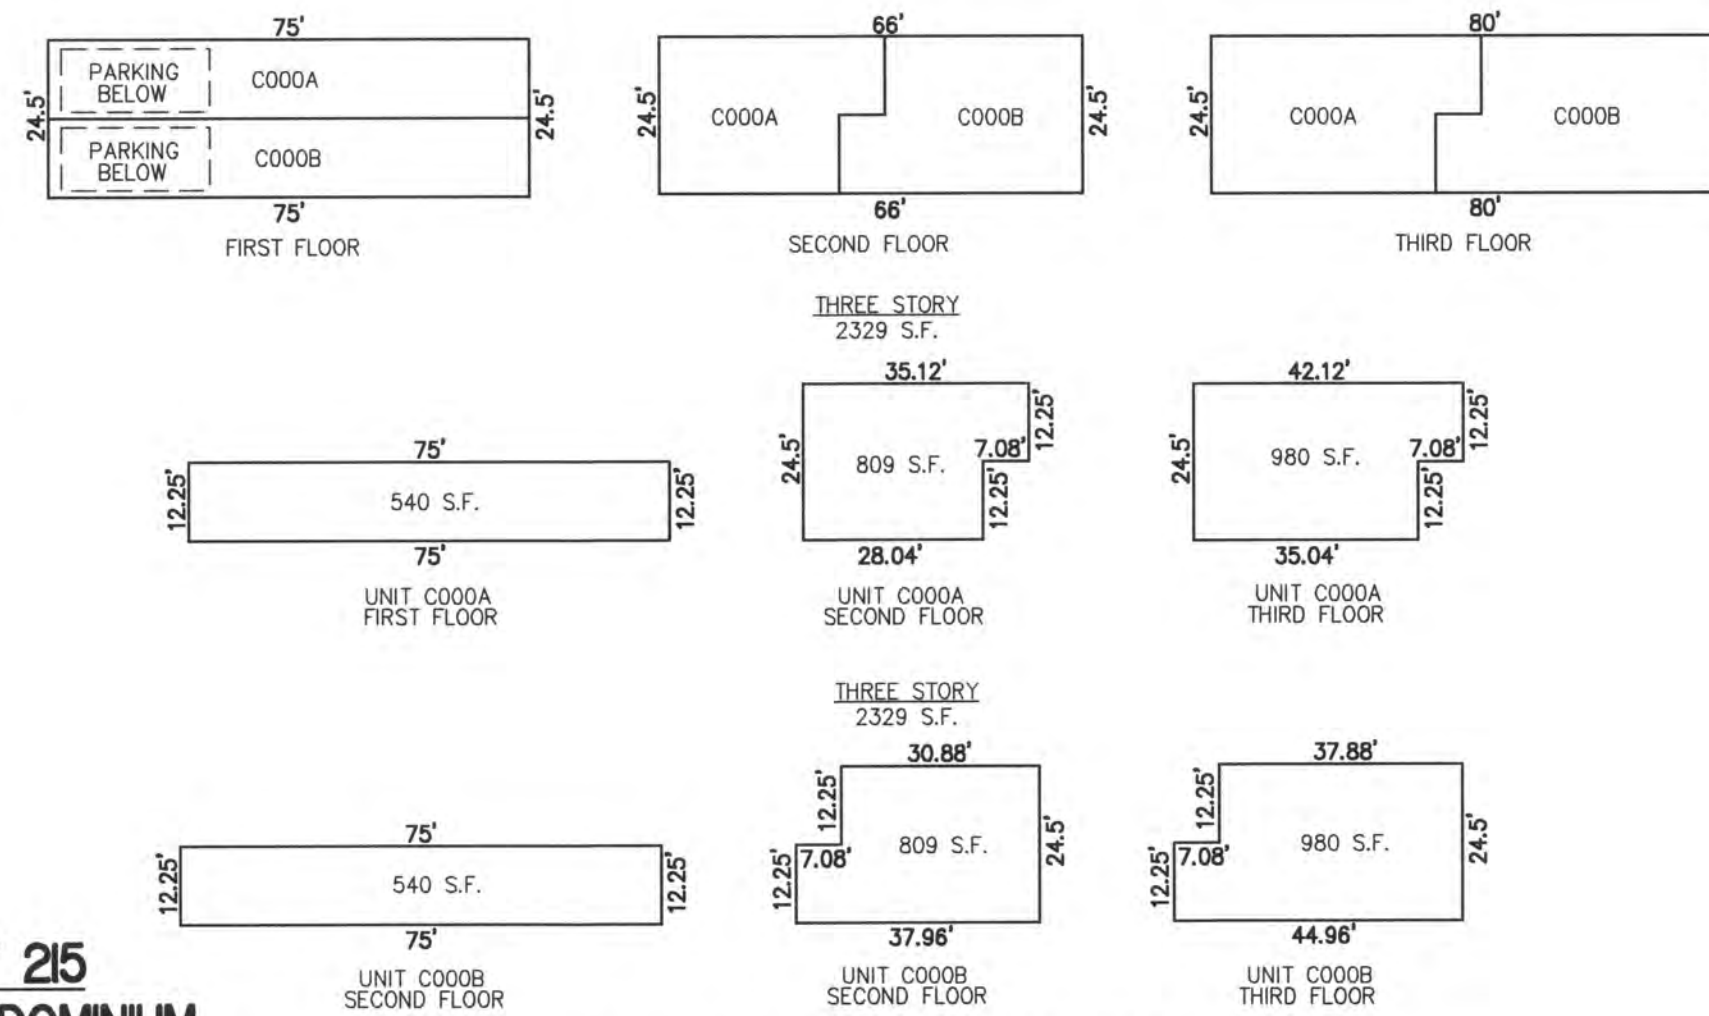 75'
PARKING
BELOW
C000A
24.5'
24.5'
PARKING
BELOW
C000B
75'
FIRST FLOOR
66'
24.5'
C000A
C000B
24.5'
66'
SECOND FLOOR
80'
24.5'
C000A
C000B
80'
THIRD FLOOR
THREE STORY
2329 S.F.
75'
12.25'
540 S.F.
12.25'
75'
UNIT C000A
FIRST FLOOR
35.12'
24.5'
809 S.F.
7.08'
12.25'
12.25'
28.04'
UNIT C000A
SECOND FLOOR
42.12'
24.5'
980 S.F.
7.08'
12.25'
12.25'
35.04'
UNIT C000A
THIRD FLOOR
THREE STORY
2329 S.F.
75'
12.25'
540 S.F.
12.25'
75'
UNIT C000B
SECOND FLOOR
30.88'
12.25'
7.08'
12.25'
809 S.F.
24.5'
37.96'
UNIT C000B
SECOND FLOOR
37.88'
12.25'
7.08'
12.25'
980 S.F.
24.5'
44.96'
UNIT C000B
THIRD FLOOR
215
DOMINIUM